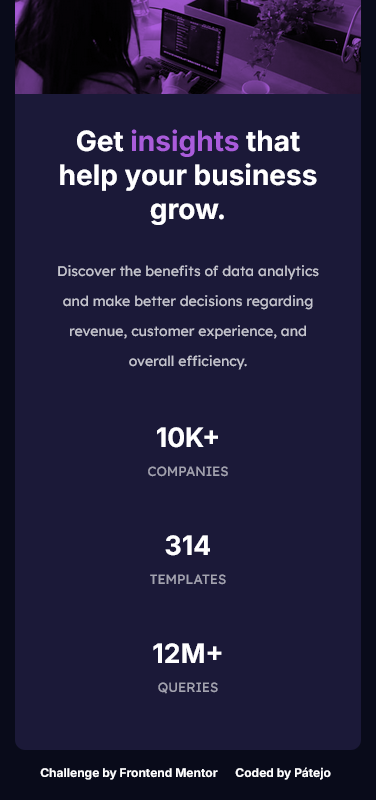 Get insights that
help your business
grow.
Discover the benefits of data analytics
and make better decisions regarding
revenue, customer experience, and
overall efficiency.
10K+
COMPANIES
314
TEMPLATES
12M+
QUERIES
Challenge by Frontend Mentor Coded by Pátejo